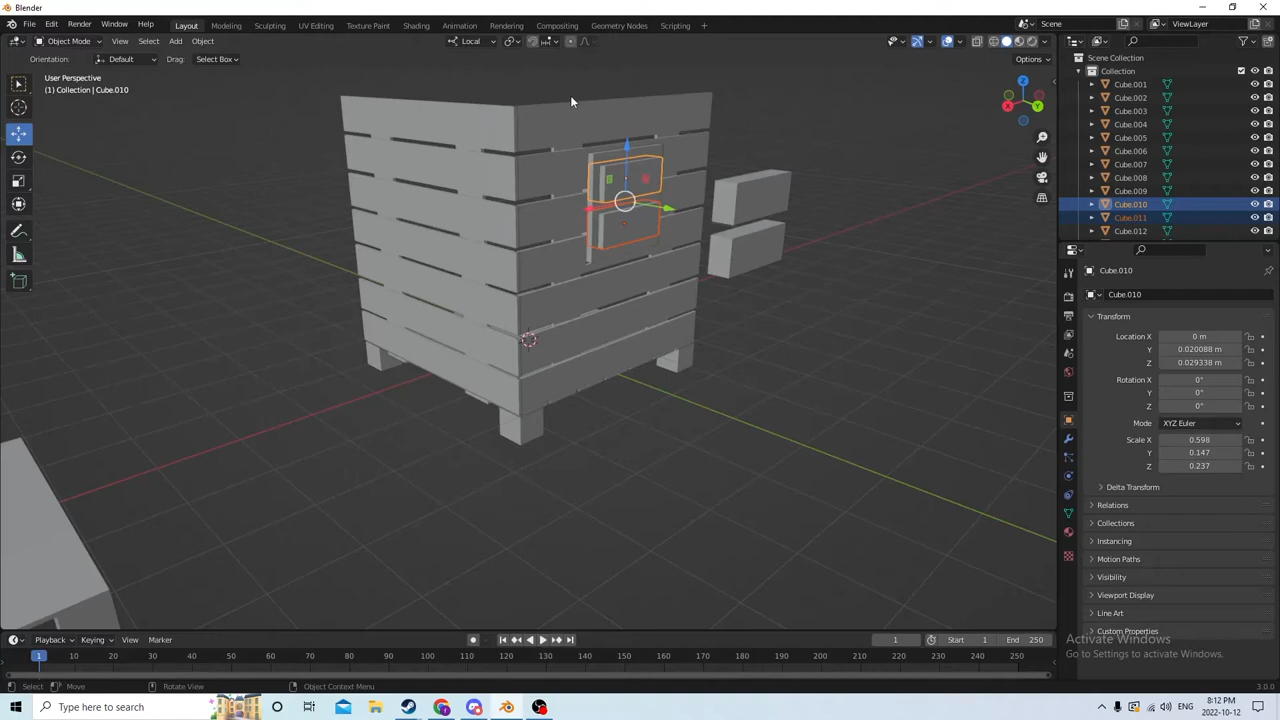 Blender
File Edit Render Window Help Layout Modeling Sculpting UV Editing Texture Paint Shading Animation Rendering Compositing Geometry Nodes Scripting + Scene ViewLayer
Object Mode View Select Add Object Local
Orientation: Default Drag: Select Box Options
User Perspective
(1) Collection | Cube.010
Z
X Y
Scene Collection
Collection
Cube.001
Cube.002
Cube.003
Cube.004
Cube.005
Cube.006
Cube.007
Cube.008
Cube.009
Cube.010
Cube.011
Cube.012
Cube.010
Cube.010
Transform
Location X 0 m
Y 0.020088 m
Z 0.029338 m
Rotation X 0°
Y 0°
Z 0°
Mode XYZ Euler
Scale X 0.598
Y 0.147
Z 0.237
Delta Transform
Relations
Collections
Instancing
Motion Paths
Visibility
Viewport Display
Line Art
Custom Properties
Activate Windows
Go to Settings to activate Windows.
Playback Keying View Marker 1 Start 1 End 250
1 10 20 30 40 50 60 70 80 90 100 110 120 130 140 150 160 170 180 190 200 210 220 230 240 250
Select Move Rotate View Object Context Menu 3.0.0
Type here to search ENG 8:12 PM
2022-10-12